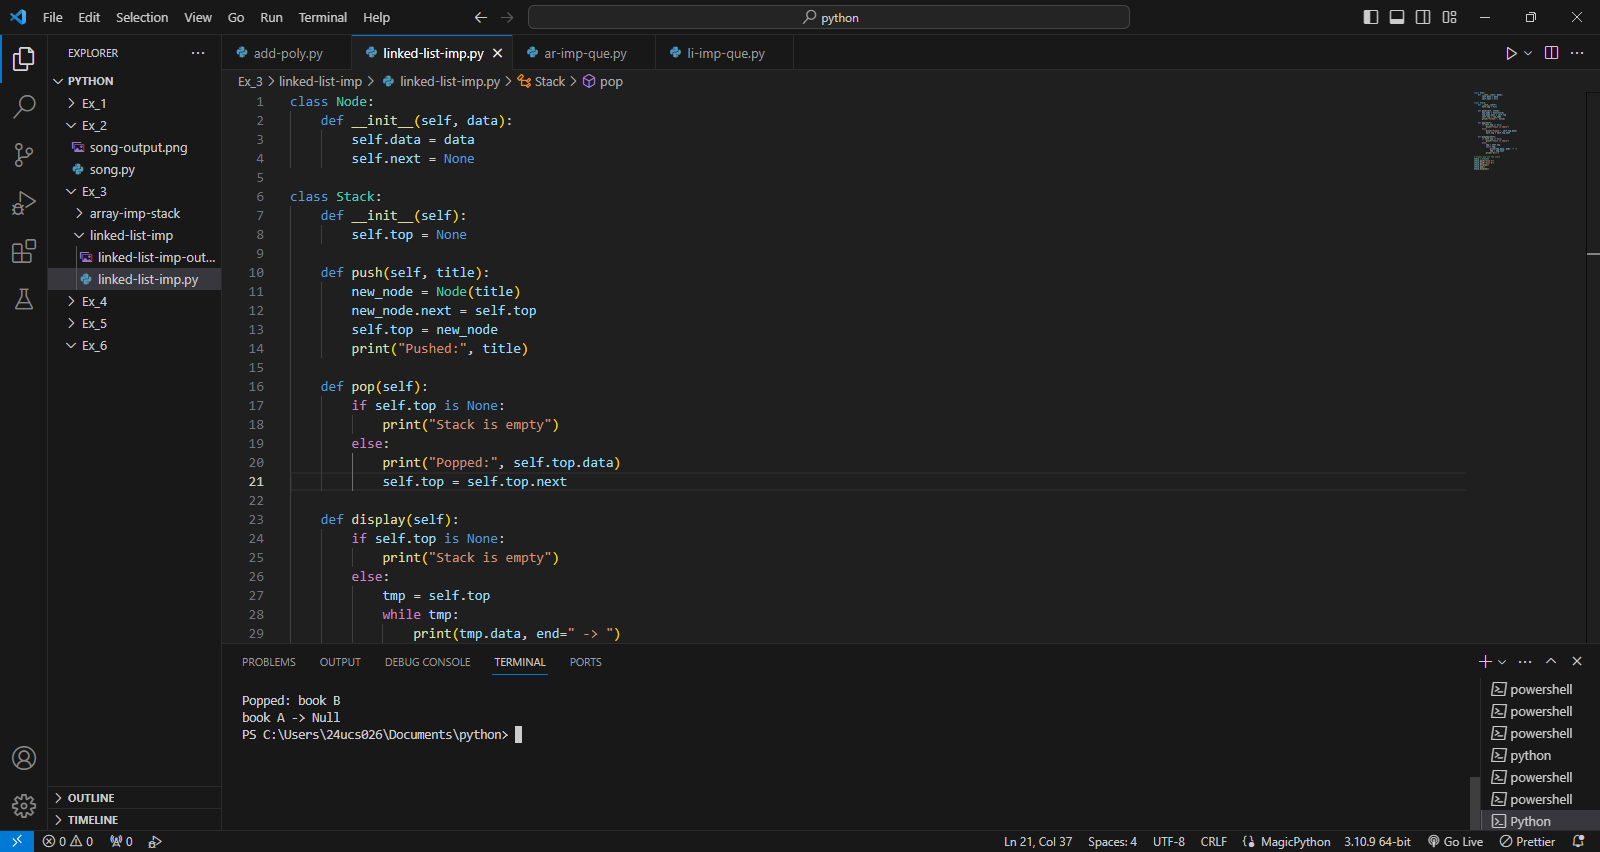 File Edit Selection View Go Run Terminal Help
python
EXPLORER
PYTHON
Ex_1
Ex_2
song-output.png
song.py
Ex_3
array-imp-stack
linked-list-imp
linked-list-imp-out...
linked-list-imp.py
Ex_4
Ex_5
Ex_6
OUTLINE
TIMELINE
add-poly.py linked-list-imp.py ar-imp-que.py li-imp-que.py
Ex_3 > linked-list-imp > linked-list-imp.py > Stack > pop
1 class Node:
2     def __init__(self, data):
3         self.data = data
4         self.next = None
5
6 class Stack:
7     def __init__(self):
8         self.top = None
9
10     def push(self, title):
11         new_node = Node(title)
12         new_node.next = self.top
13         self.top = new_node
14         print("Pushed:", title)
15
16     def pop(self):
17         if self.top is None:
18             print("Stack is empty")
19         else:
20             print("Popped:", self.top.data)
21             self.top = self.top.next
22
23     def display(self):
24         if self.top is None:
25             print("Stack is empty")
26         else:
27             tmp = self.top
28             while tmp:
29                 print(tmp.data, end=" -> ")
PROBLEMS OUTPUT DEBUG CONSOLE TERMINAL PORTS
Popped: book B
book A -> Null
PS C:\Users\24ucs026\Documents\python>
powershell
powershell
powershell
python
powershell
powershell
Python
0 0 0 Ln 21, Col 37 Spaces: 4 UTF-8 CRLF MagicPython 3.10.9 64-bit Go Live Prettier